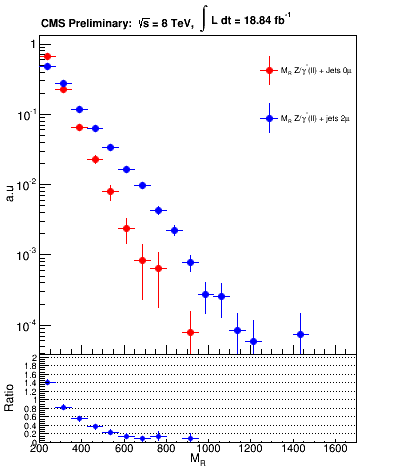 CMS Preliminary: √s = 8 TeV, ∫ L dt = 18.84 fb⁻¹
1
M_R Z/γ*(ll) + Jets 0μ
10⁻¹
M_R Z/γ*(ll) + jets 2μ
a.u
10⁻²
10⁻³
10⁻⁴
2
1.8
1.6
1.4
1.2
1
0.8
0.6
0.4
0.2
0
Ratio
200 400 600 800 1000 1200 1400 1600
M_R